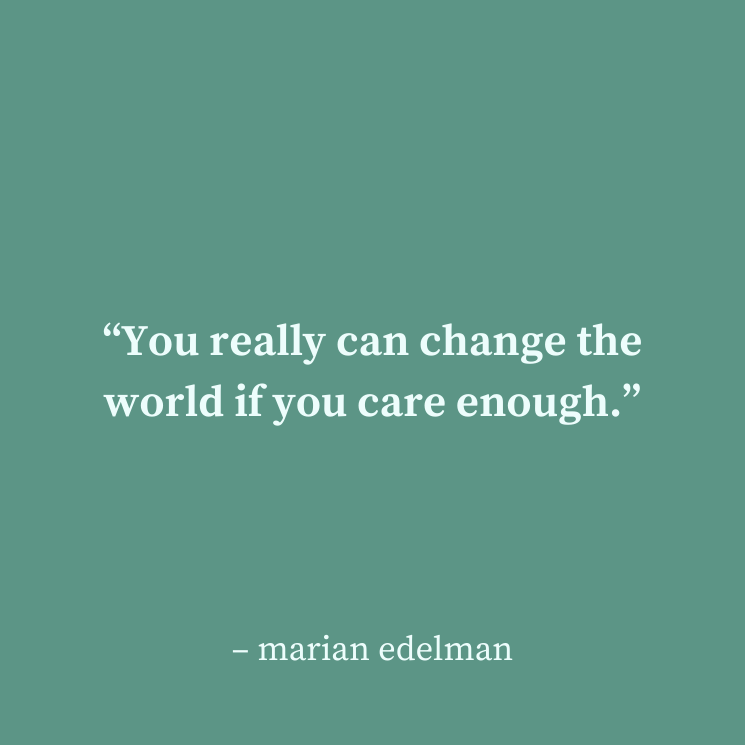 “You really can change the
world if you care enough.”
– marian edelman